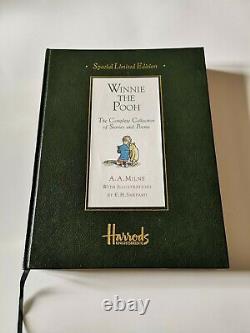 Special Limited Edition
WINNIE
THE
POOH
The Complete Collection
of Stories and Poems
A. A. MILNE
WITH ILLUSTRATIONS
BY E. H. SHEPARD
Harrods
KNIGHTSBRIDGE